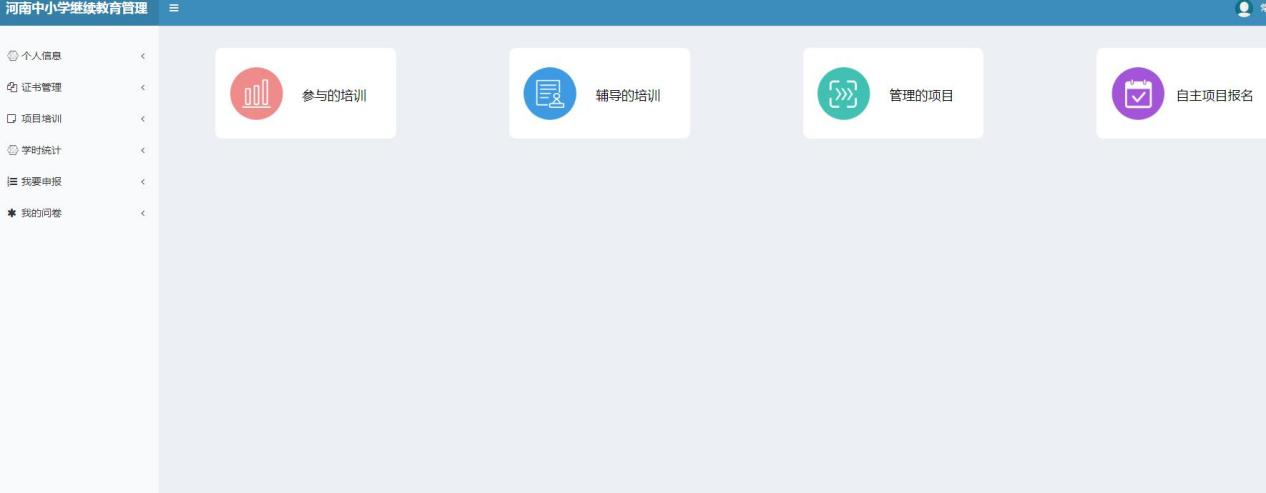 河南中小学继续教育管理
个人信息
证书管理
项目培训
学时统计
我要申报
我的问卷
参与的培训
辅导的培训
管理的项目
自主项目报名